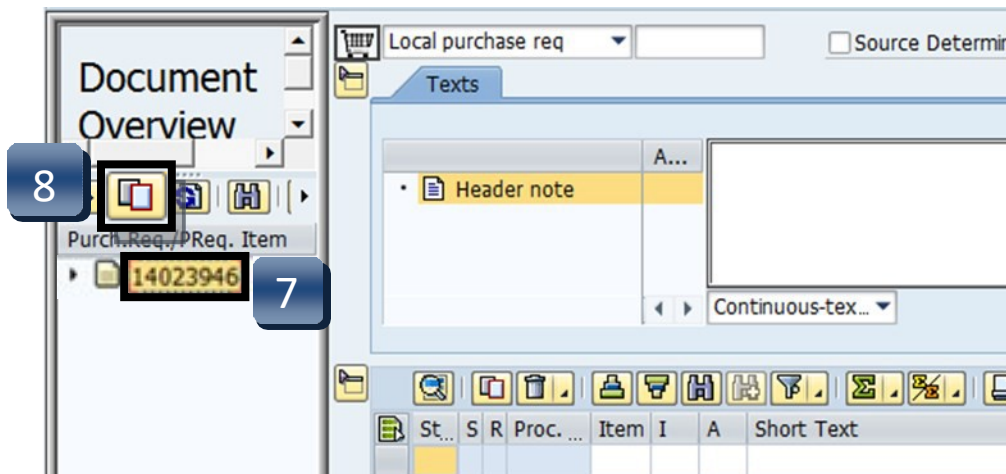 Local purchase req
Source Determin
Document
Overview
Texts
A...
Header note
8
Purch.Req./PReq. Item
14023946
7
Continuous-tex...
St... S R Proc. ... Item I A Short Text